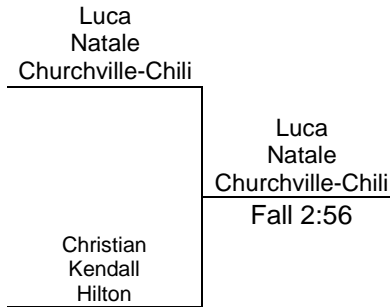 Luca
Natale
Churchville-Chili
Luca
Natale
Churchville-Chili
Fall 2:56
Christian
Kendall
Hilton